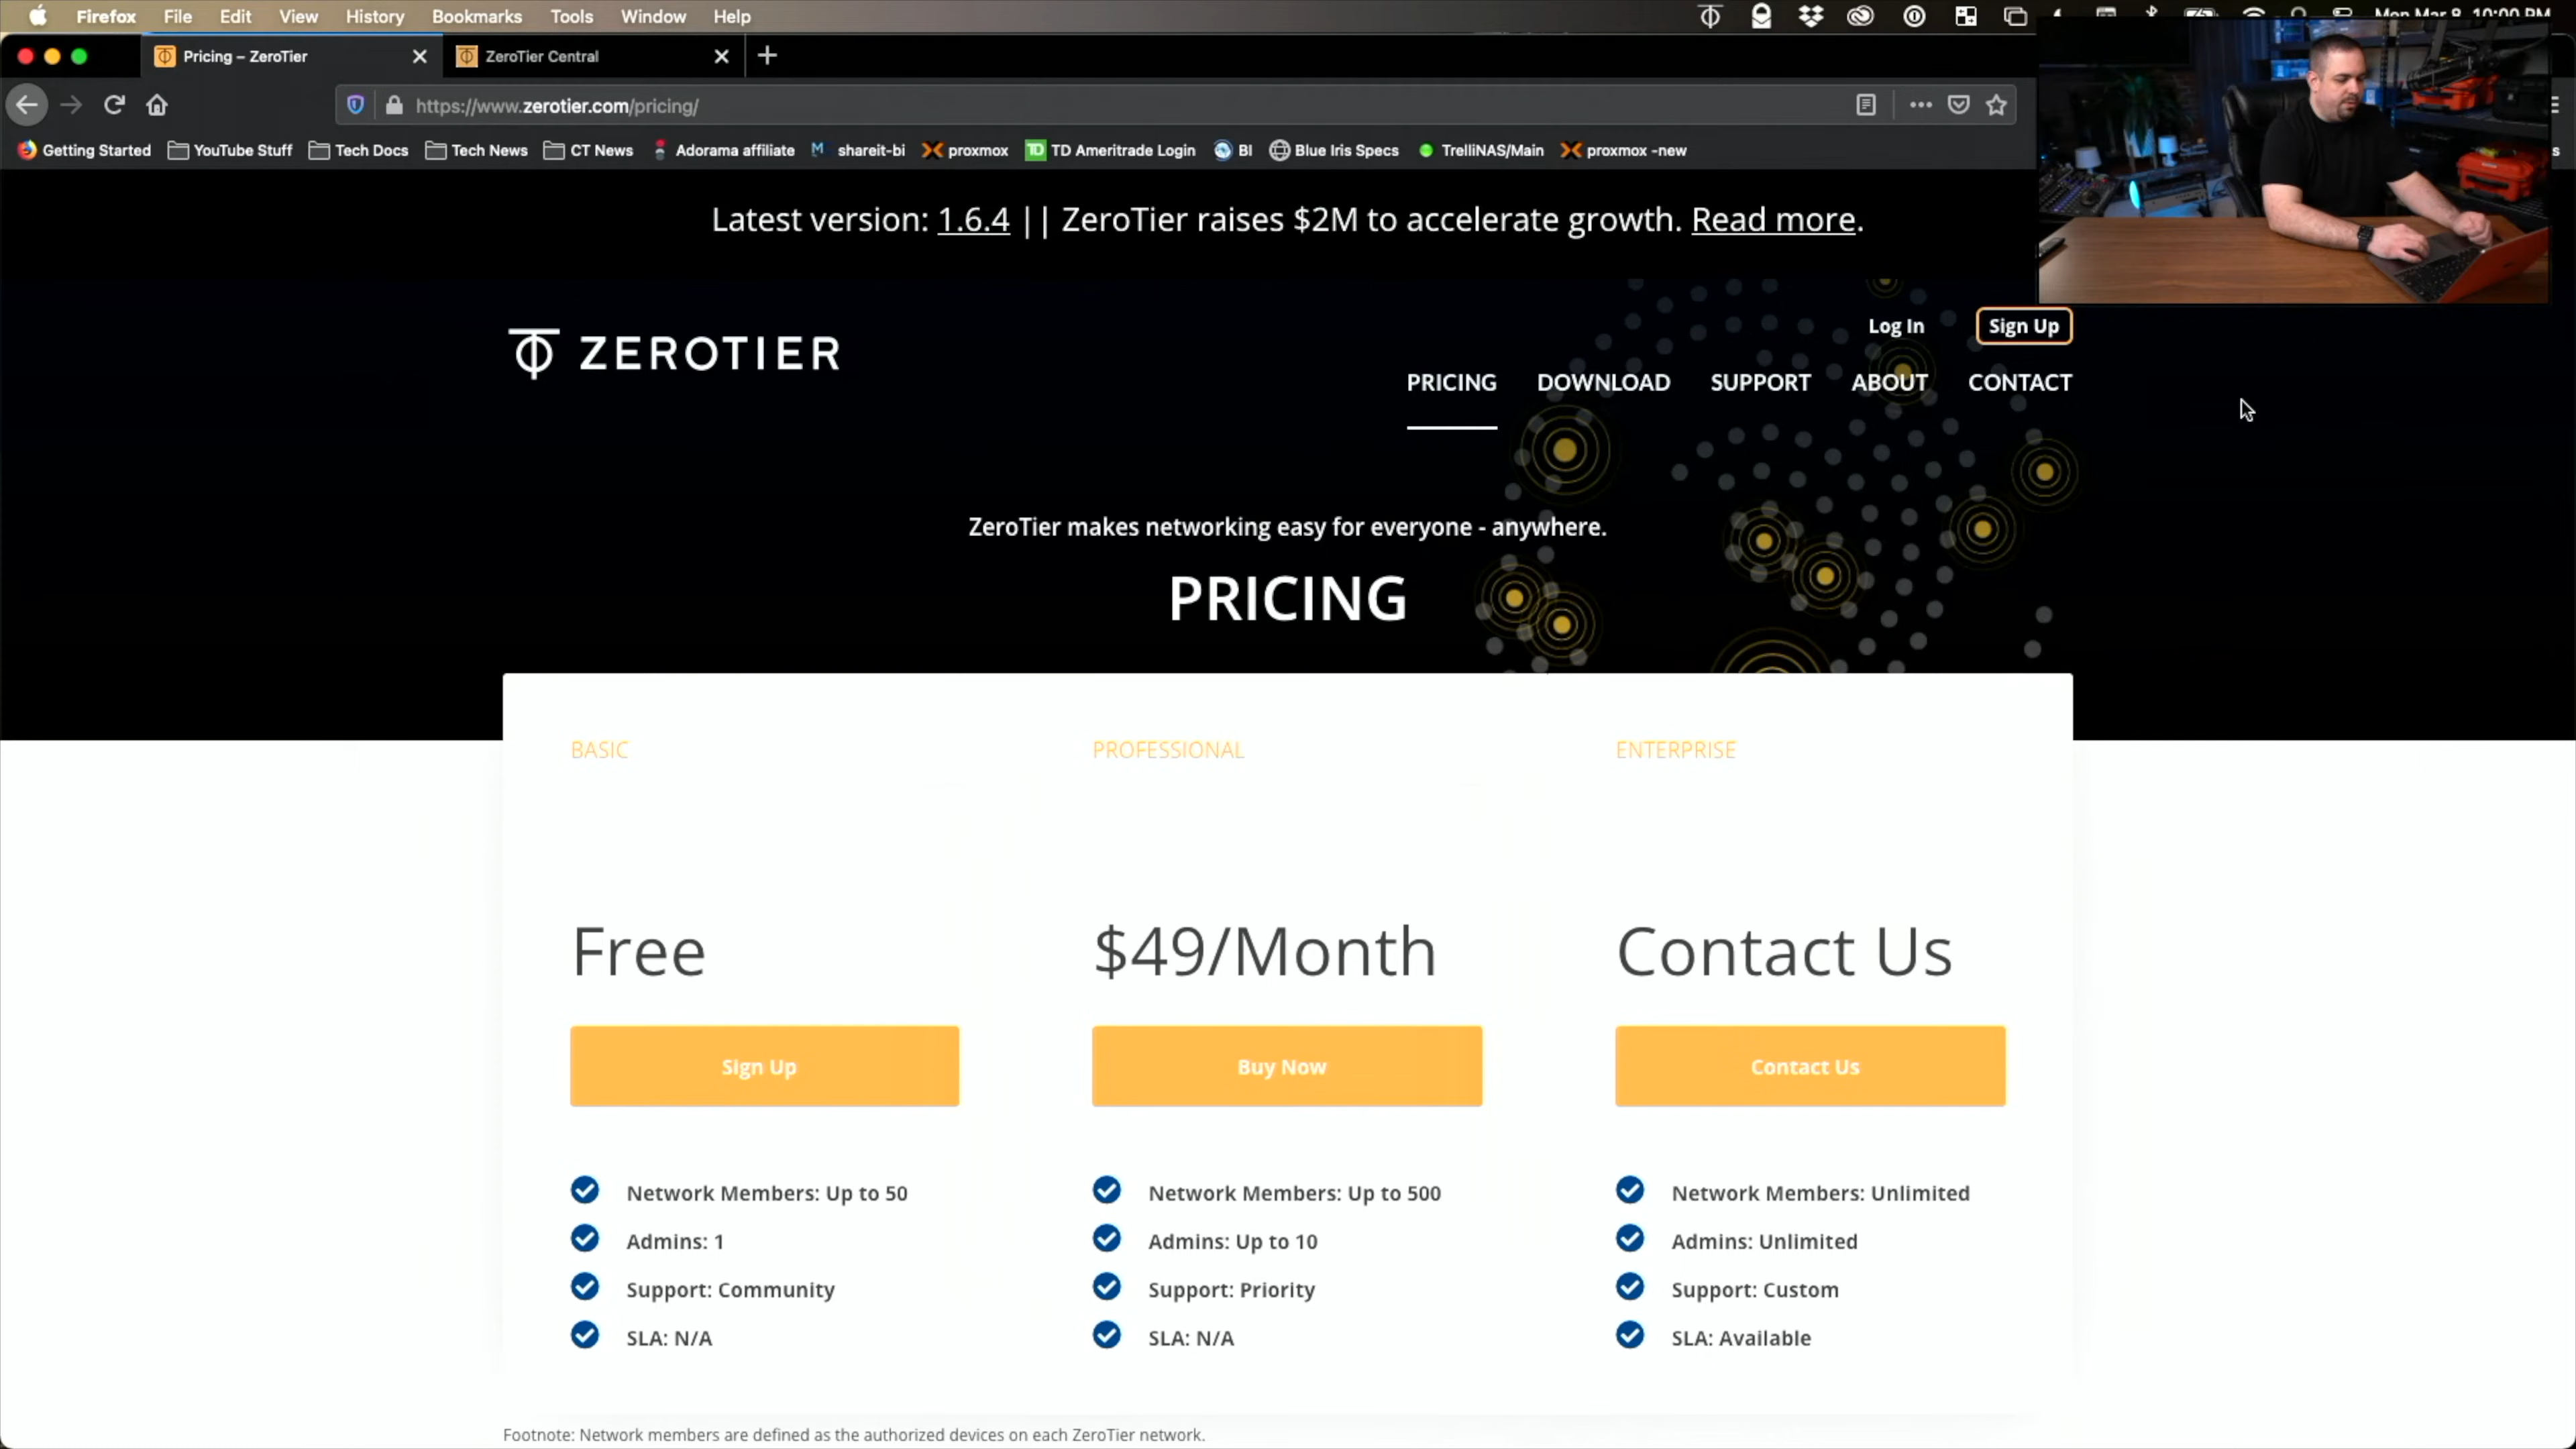 Firefox File Edit View History Bookmarks Tools Window Help
Mon Mar 8 10:00 PM
Pricing – ZeroTier
ZeroTier Central
https://www.zerotier.com/pricing/
Getting Started YouTube Stuff Tech Docs Tech News CT News Adorama affiliate shareit-bi proxmox TD Ameritrade Login BI Blue Iris Specs TrelliNAS/Main proxmox -new
Latest version: 1.6.4 || ZeroTier raises $2M to accelerate growth. Read more.
Log In Sign Up
ZEROTIER
PRICING DOWNLOAD SUPPORT ABOUT CONTACT
ZeroTier makes networking easy for everyone - anywhere.
PRICING
BASIC
Free
Sign Up
Network Members: Up to 50
Admins: 1
Support: Community
SLA: N/A
PROFESSIONAL
$49/Month
Buy Now
Network Members: Up to 500
Admins: Up to 10
Support: Priority
SLA: N/A
ENTERPRISE
Contact Us
Contact Us
Network Members: Unlimited
Admins: Unlimited
Support: Custom
SLA: Available
Footnote: Network members are defined as the authorized devices on each ZeroTier network.